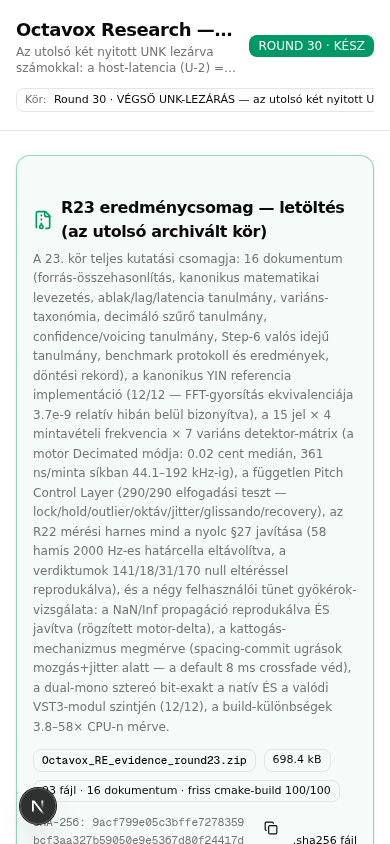 Octavox Research —...
Az utolsó két nyitott UNK lezárva
számokkal: a host-latencia (U-2) =...
ROUND 30 · KÉSZ
Kör: Round 30 · VÉGSŐ UNK-LEZÁRÁS — az utolsó két nyitott U
R23 eredménycsomag — letöltés
(az utolsó archivált kör)
A 23. kör teljes kutatási csomagja: 16 dokumentum
(forrás-összehasonlítás, kanonikus matematikai
levezetés, ablak/lag/latencia tanulmány, variáns-
taxonómia, decimáló szűrő tanulmány,
confidence/voicing tanulmány, Step-6 valós idejű
tanulmány, benchmark protokoll és eredmények,
döntési rekord), a kanonikus YIN referencia
implementáció (12/12 — FFT-gyorsítás ekvivalenciája
3.7e-9 relatív hibán belül bizonyítva), a 15 jel × 4
mintavételi frekvencia × 7 variáns detektor-mátrix (a
motor Decimated módja: 0.02 cent medián, 361
ns/minta síkban 44.1–192 kHz-ig), a független Pitch
Control Layer (290/290 elfogadási teszt —
lock/hold/outlier/oktáv/jitter/glissando/recovery), az
R22 mérési harness mind a nyolc §27 javítása (58
hamis 2000 Hz-es határcella eltávolítva, a
verdiktumok 141/18/31/170 null eltéréssel
reprodukálva), és a négy felhasználói tünet gyökérok-
vizsgálata: a NaN/Inf propagáció reprodukálva ÉS
javítva (rögzített motor-delta), a kattogás-
mechanizmus megmérve (spacing-commit ugrások
mozgás+jitter alatt — a default 8 ms crossfade véd),
a dual-mono sztereó bit-exakt a natív ÉS a valódi
VST3-modul szintjén (12/12), a build-különbségek
3.8–58× CPU-n mérve.
Octavox_RE_evidence_round23.zip
698.4 kB
fájl · 16 dokumentum · friss cmake-build 100/100
9acf799e05c3bffe7278359
bcf3aa327b59050e9e5367d80f24417d
.sha256 fájl
N